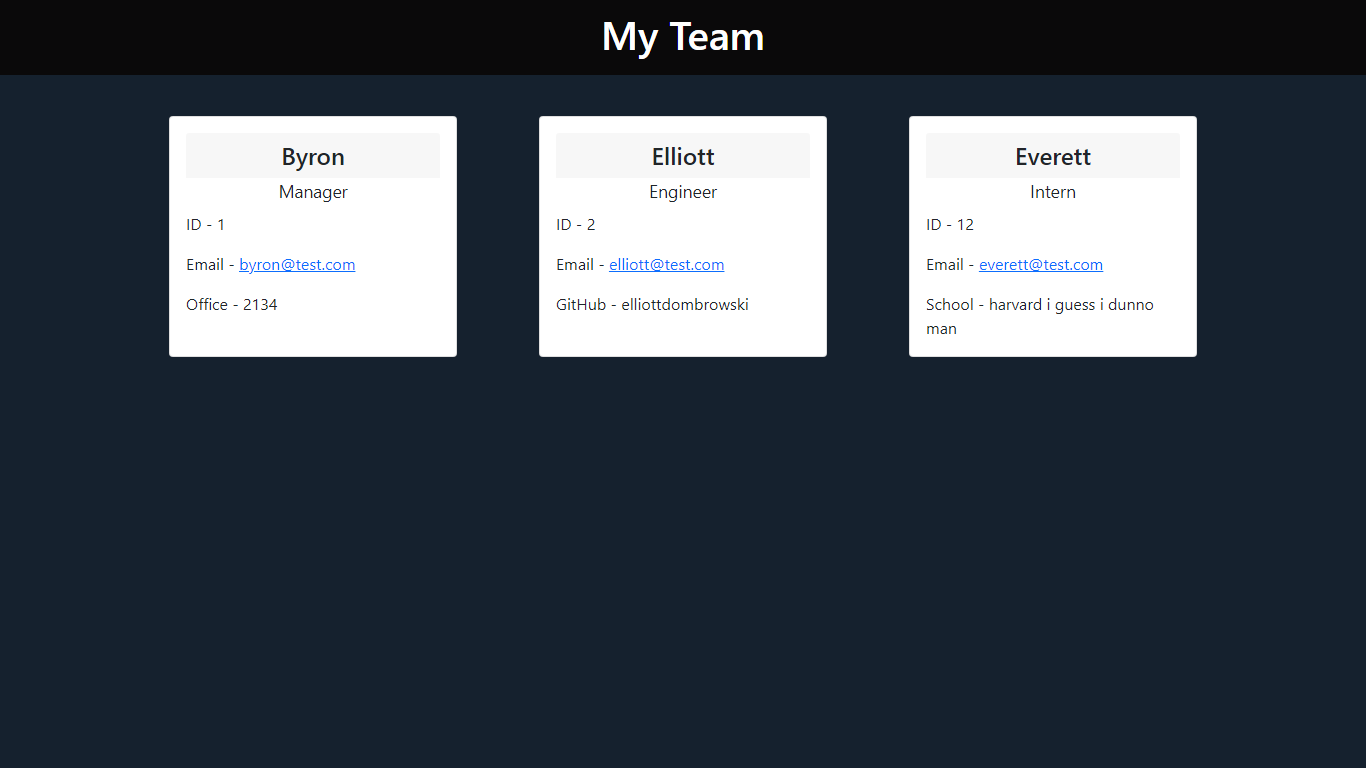 My Team
Byron
Manager
ID - 1
Email - byron@test.com
Office - 2134
Elliott
Engineer
ID - 2
Email - elliott@test.com
GitHub - elliottdombrowski
Everett
Intern
ID - 12
Email - everett@test.com
School - harvard i guess i dunno
man